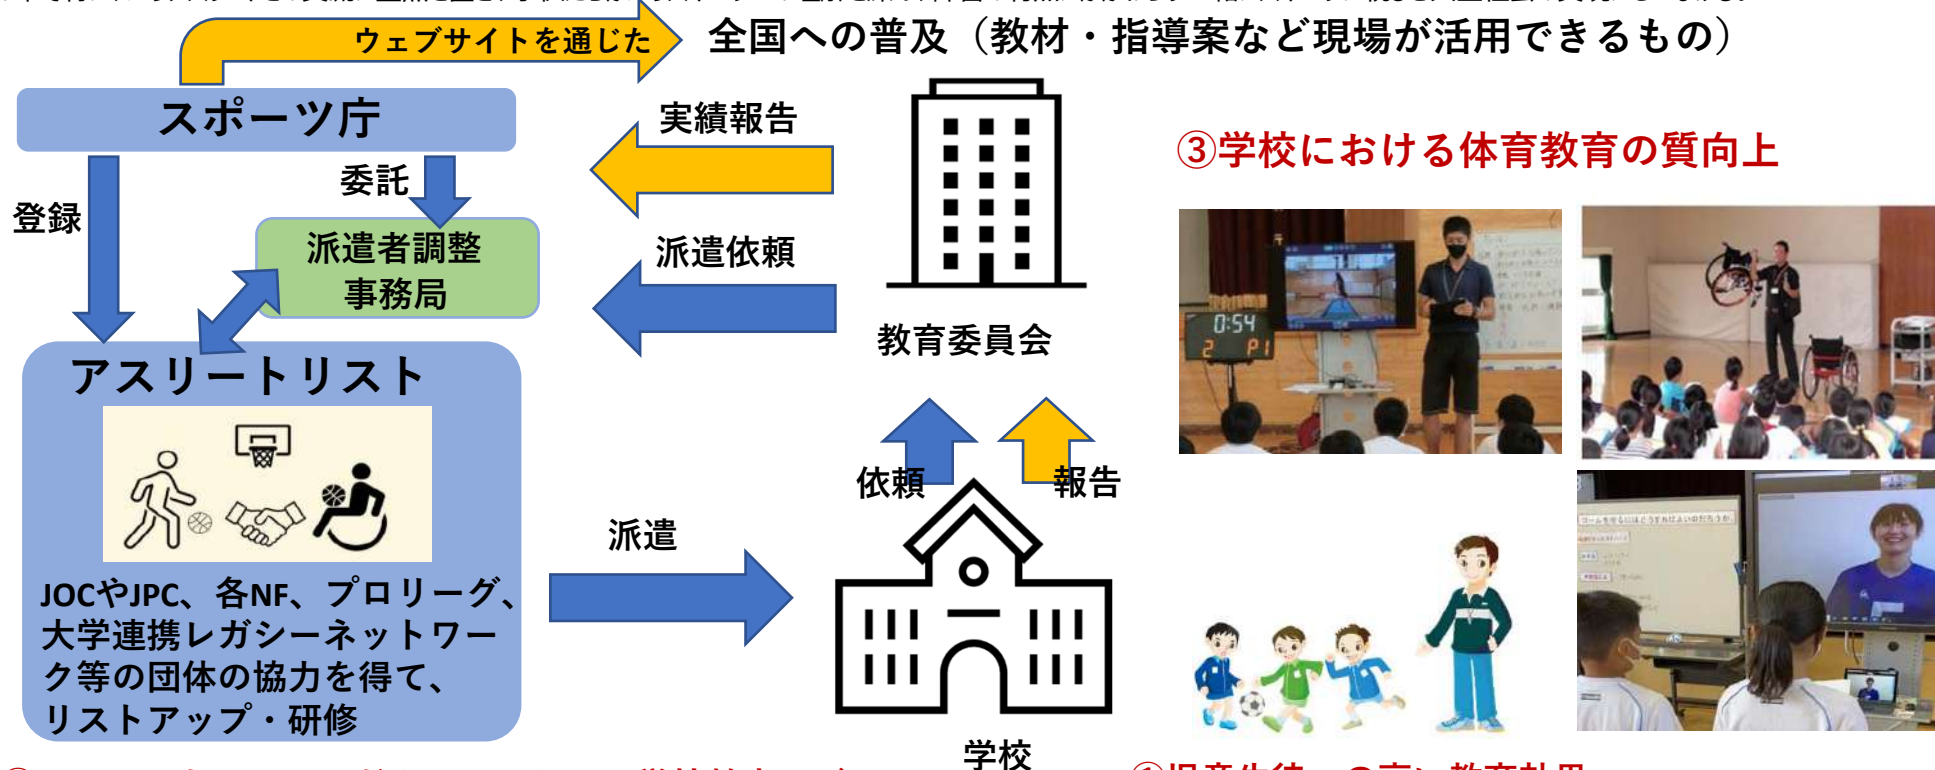 ウェブサイトを通じた
全国への普及（教材・指導案など現場が活用できるもの）
スポーツ庁
実績報告
③学校における体育教育の質向上
委託
登録
派遣者調整
事務局
派遣依頼
0:54
2 P1
教育委員会
アスリートリスト
依頼
報告
派遣
JOCやJPC、各NF、プロリーグ、
大学連携レガシーネットワー
ク等の団体の協力を得て、
リストアップ・研修
学校